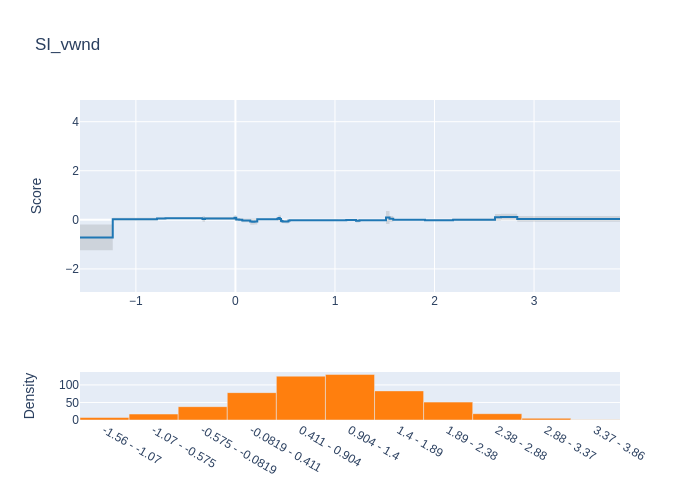 SI_vwnd
4
2
0
−2
Score
−1
0
1
2
3
100
50
0
Density
-1.56 - -1.07
-1.07 - -0.575
-0.575 - -0.0819
-0.0819 - 0.411
0.411 - 0.904
0.904 - 1.4
1.4 - 1.89
1.89 - 2.38
2.38 - 2.88
2.88 - 3.37
3.37 - 3.86